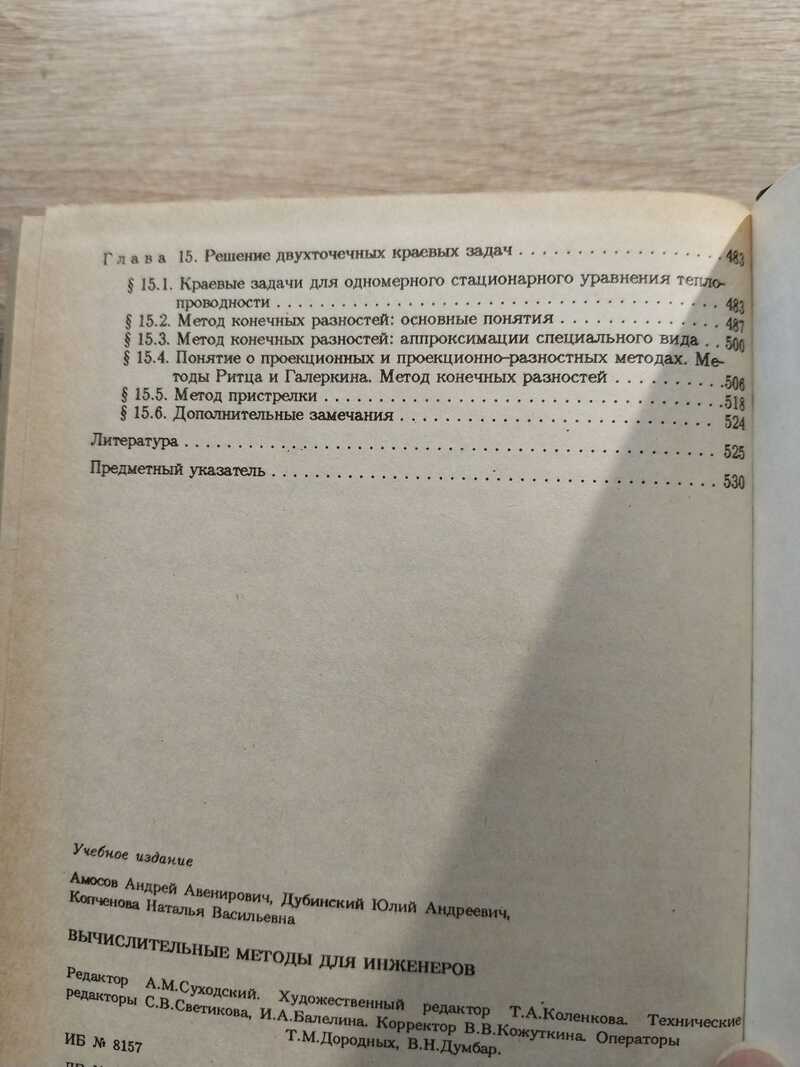 Глава 15. Решение двухточечных краевых задач . . . . . . . . . . . . . . . . . 483
§ 15.1. Краевые задачи для одномерного стационарного уравнения тепло-
проводности . . . . . . . . . . . . . . . . . . . . . . . . . . . . . . . . . . . . 483
§ 15.2. Метод конечных разностей: основные понятия . . . . . . . . . . . . . 487
§ 15.3. Метод конечных разностей: аппроксимации специального вида . . 500
§ 15.4. Понятие о проекционных и проекционно-разностных методах. Ме-
тоды Ритца и Галеркина. Метод конечных разностей . . . . . . . . . . 506
§ 15.5. Метод пристрелки . . . . . . . . . . . . . . . . . . . . . . . . . . . . . . . . 518
§ 15.6. Дополнительные замечания . . . . . . . . . . . . . . . . . . . . . . . . . . 524
Литература . . . . . . . . . . . . . . . . . . . . . . . . . . . . . . . . . . . . . . . . . . 525
Предметный указатель . . . . . . . . . . . . . . . . . . . . . . . . . . . . . . . . . . 530
Учебное издание
Амосов Андрей Авенирович, Дубинский Юлий Андреевич,
Копченова Наталья Васильевна
ВЫЧИСЛИТЕЛЬНЫЕ МЕТОДЫ ДЛЯ ИНЖЕНЕРОВ
Редактор А.М.Суходский. Художественный редактор Т.А.Коленкова. Технические
редакторы С.В.Светикова, И.А.Балелина. Корректор В.В.Кожуткина. Операторы
Т.М.Дородных, В.Н.Думбар.
ИБ № 8157